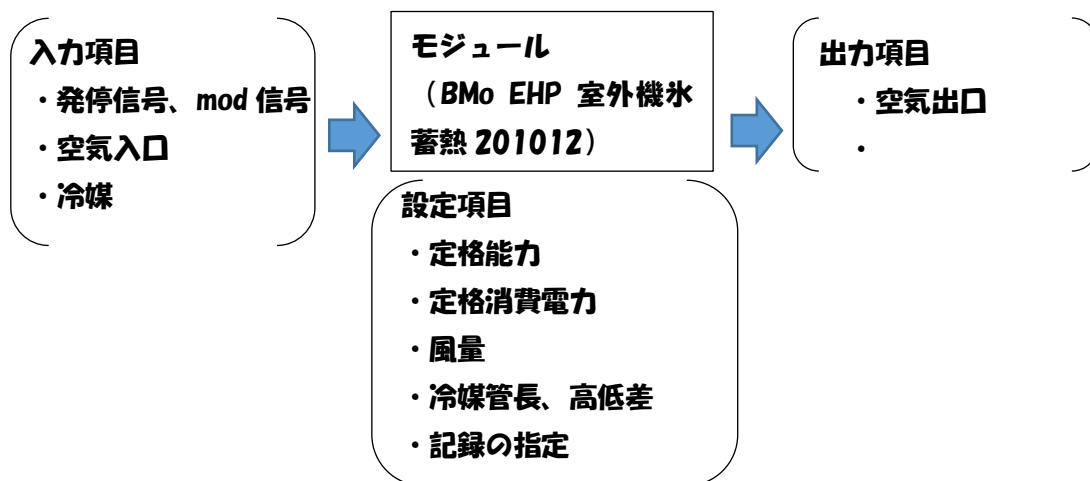 入力項目
・発停信号、mod 信号
・空気入口
・冷媒
モジュール
（BMo EHP 室外機氷
蓄熱 201012）
出力項目
・空気出口
・
設定項目
・定格能力
・定格消費電力
・風量
・冷媒管長、高低差
・記録の指定